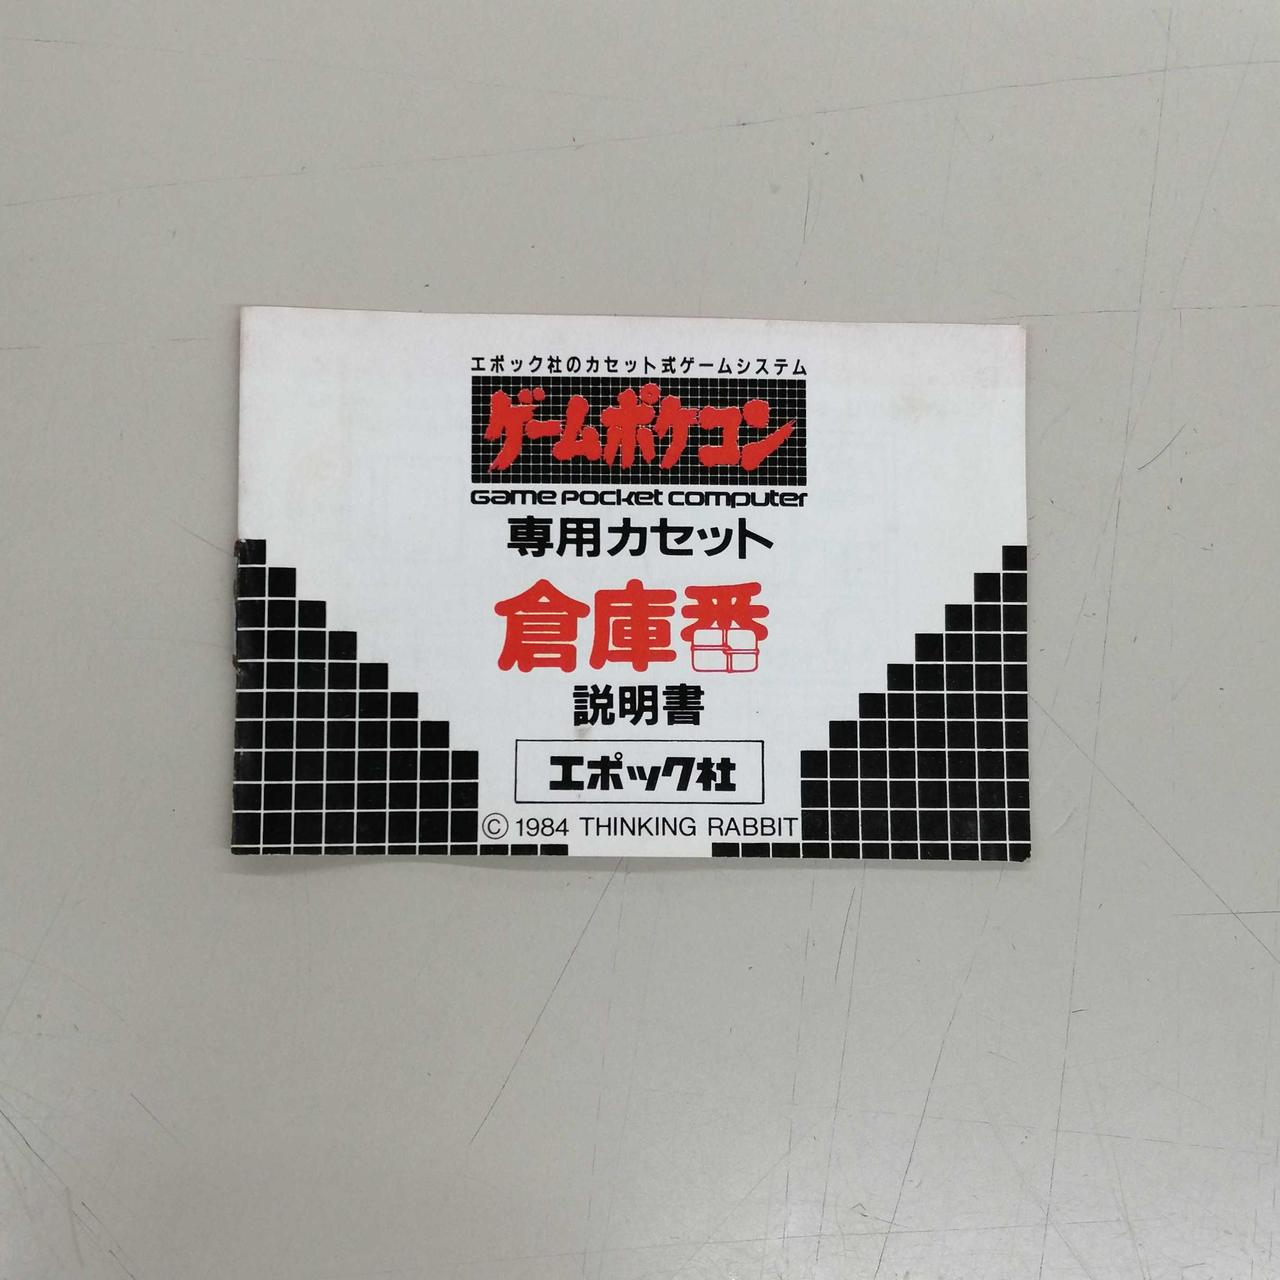 エポック社のカセット式ゲームシステム
ゲームポケコン
Game Pocket Computer
専用カセット
倉庫番
説明書
エポック社
© 1984 THINKING RABBIT